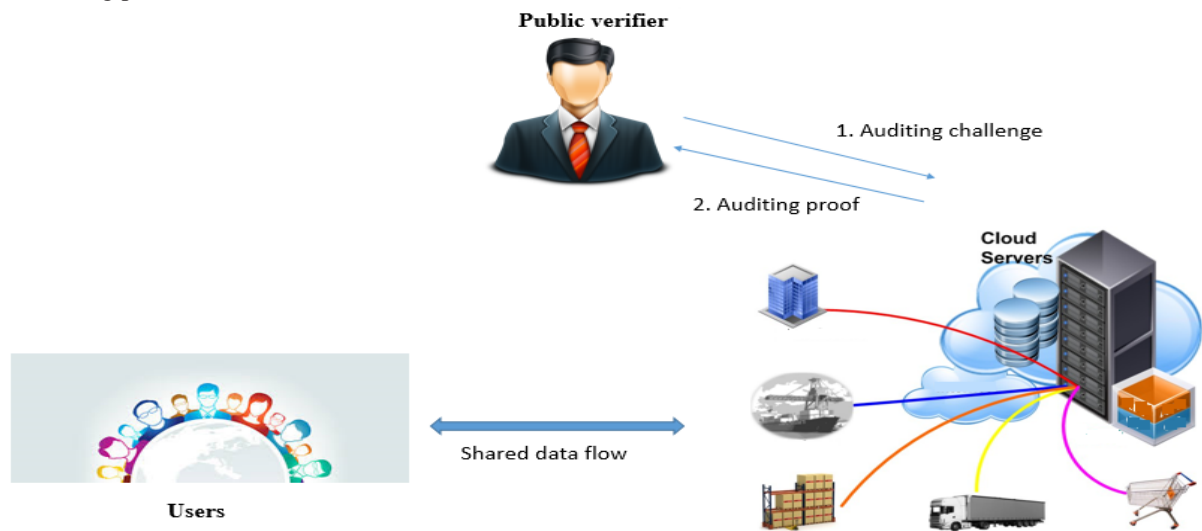 Public verifier
1. Auditing challenge
2. Auditing proof
Cloud
Servers
Shared data flow
Users